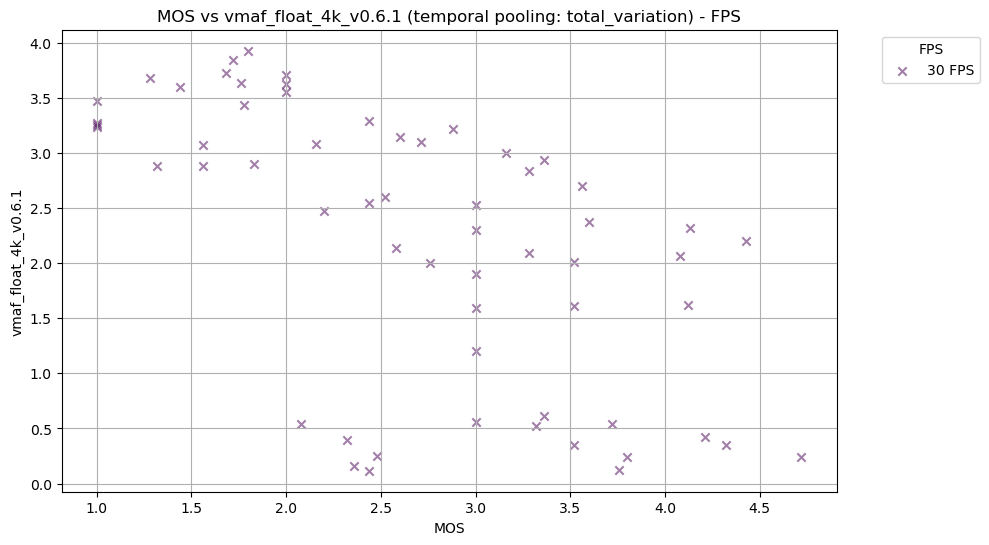 MOS vs vmaf_float_4k_v0.6.1 (temporal pooling: total_variation) - FPS
FPS
30 FPS
vmaf_float_4k_v0.6.1
4.0
3.5
3.0
2.5
2.0
1.5
1.0
0.5
0.0
1.0 1.5 2.0 2.5 3.0 3.5 4.0 4.5
MOS